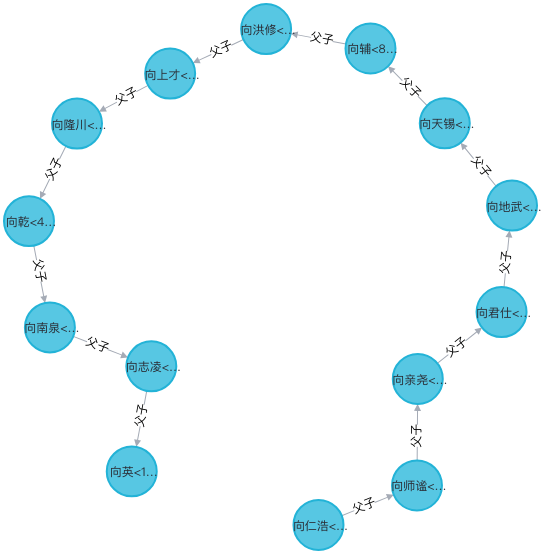 向洪修<...
父子
向辅<8...
父子
向上才<...
父子
父子
向隆川<...
向天锡<...
父子
父子
向地武<...
向乾<4...
父子
父子
向君仕<...
向南泉<...
父子
父子
向志凌<...
向亲尧<...
父子
父子
向英<1...
向师谧<...
父子
向仁浩<...